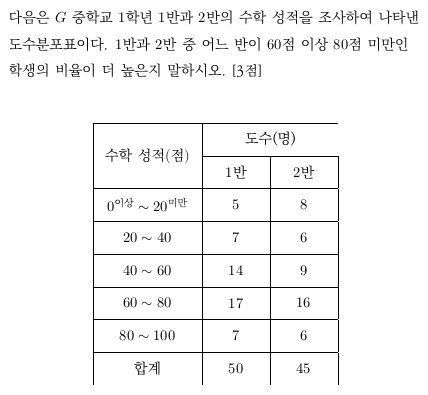 다음은 G 중학교 1학년 1반과 2반의 수학 성적을 조사하여 나타낸
도수분포표이다. 1반과 2반 중 어느 반이 60점 이상 80점 미만인
학생의 비율이 더 높은지 말하시오. [3점]
수학 성적(점) 도수(명)
1반 2반
0이상 ~ 20미만 5 8
20 ~ 40 7 6
40 ~ 60 14 9
60 ~ 80 17 16
80 ~ 100 7 6
합계 50 45